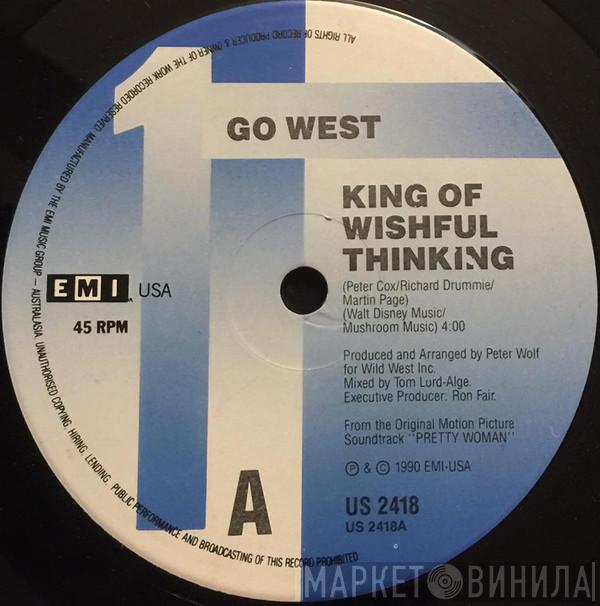 GO WEST
KING OF
WISHFUL
THINKING
(Peter Cox/Richard Drummie/
Martin Page)
(Walt Disney Music/
Mushroom Music) 4:00
Produced and Arranged by Peter Wolf
for Wild West Inc.
Mixed by Tom Lurd-Alge.
Executive Producer: Ron Fair.
From the Original Motion Picture
Soundtrack "PRETTY WOMAN"
Ⓟ & © 1990 EMI-USA
US 2418
US 2418A
EMI USA
45 RPM
1
A
ALL RIGHTS OF RECORD PRODUCER & OWNER OF THE WORK RECORDED RESERVED. MANUFACTURED BY THE EMI MUSIC GROUP – AUSTRALASIA. UNAUTHORISED COPYING, HIRING, LENDING, PUBLIC PERFORMANCE AND BROADCASTING OF THIS RECORD PROHIBITED
МАРКЕТ ВИНИЛА